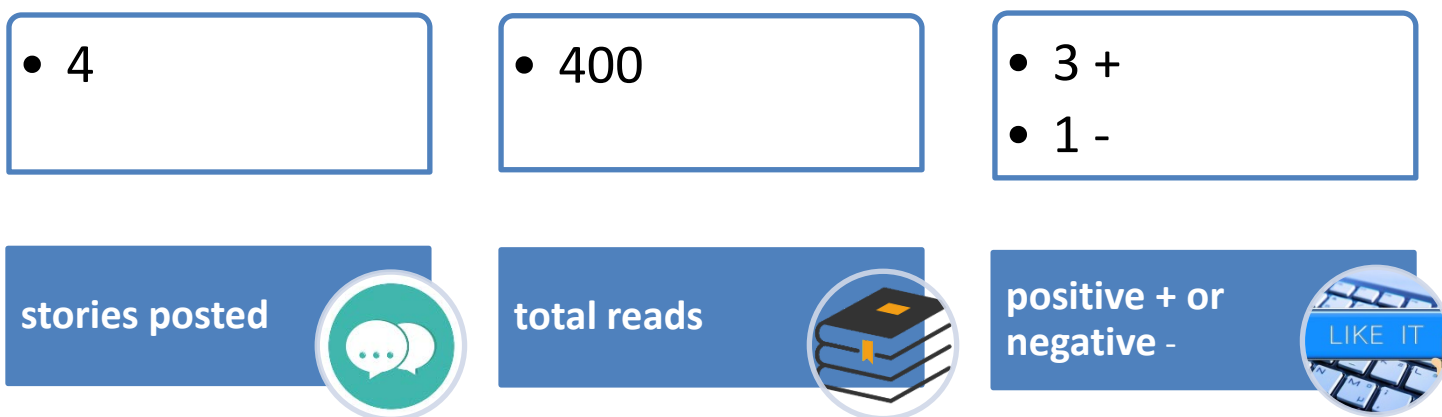 • 4
• 400
• 3 +
• 1 -
stories posted
total reads
positive + or
negative -
LIKE IT